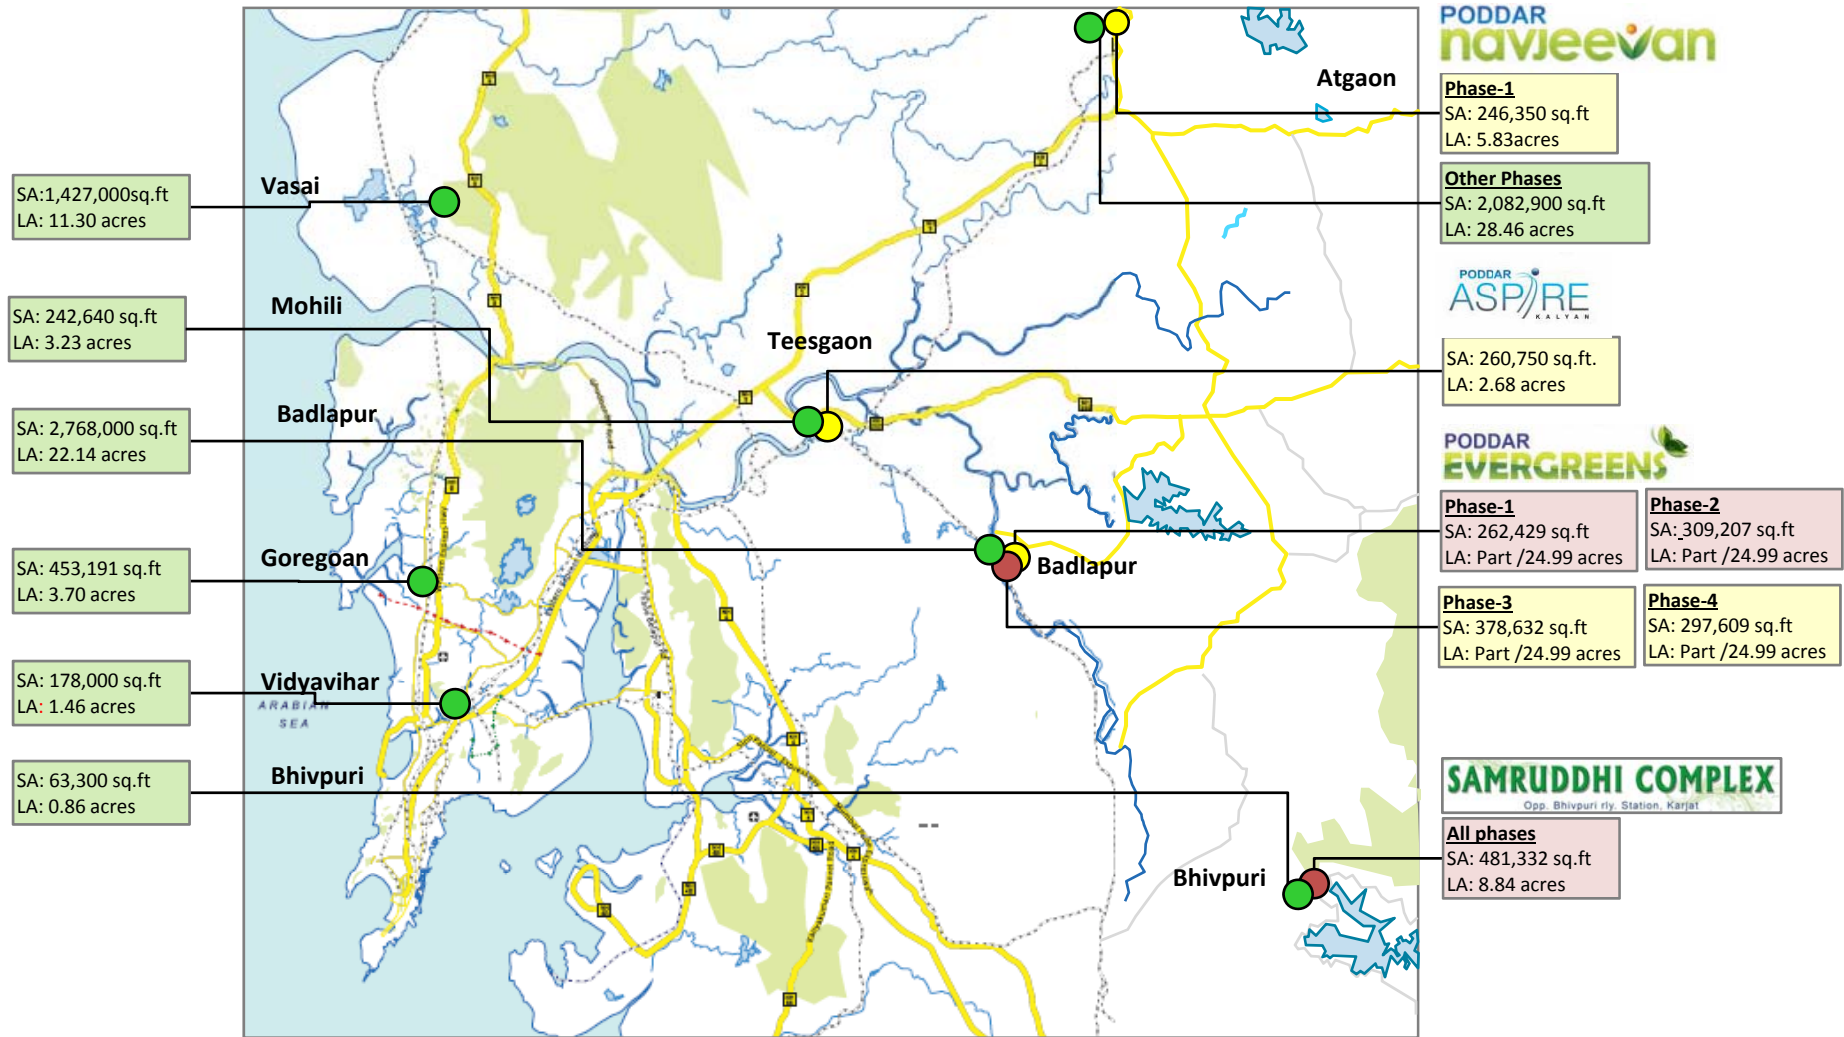 PODDAR
navjeevan
Atgaon
Phase-1
SA: 246,350 sq.ft
LA: 5.83acres
Other Phases
SA: 2,082,900 sq.ft
LA: 28.46 acres
Vasai
SA:1,427,000sq.ft
LA: 11.30 acres
Mohili
SA: 242,640 sq.ft
LA: 3.23 acres
Teesgaon
PODDAR
ASPIRE
KALYAN
SA: 260,750 sq.ft.
LA: 2.68 acres
Badlapur
SA: 2,768,000 sq.ft
LA: 22.14 acres
PODDAR
EVERGREENS
Phase-1
SA: 262,429 sq.ft
LA: Part /24.99 acres
Phase-2
SA: 309,207 sq.ft
LA: Part /24.99 acres
Badlapur
Phase-3
SA: 378,632 sq.ft
LA: Part /24.99 acres
Phase-4
SA: 297,609 sq.ft
LA: Part /24.99 acres
Goregoan
SA: 453,191 sq.ft
LA: 3.70 acres
Vidyavihar
SA: 178,000 sq.ft
LA: 1.46 acres
ARABIAN
SEA
Bhivpuri
SA: 63,300 sq.ft
LA: 0.86 acres
SAMRUDDHI COMPLEX
Opp. Bhivpuri rly. Station, Karjat
All phases
SA: 481,332 sq.ft
LA: 8.84 acres
Bhivpuri
--